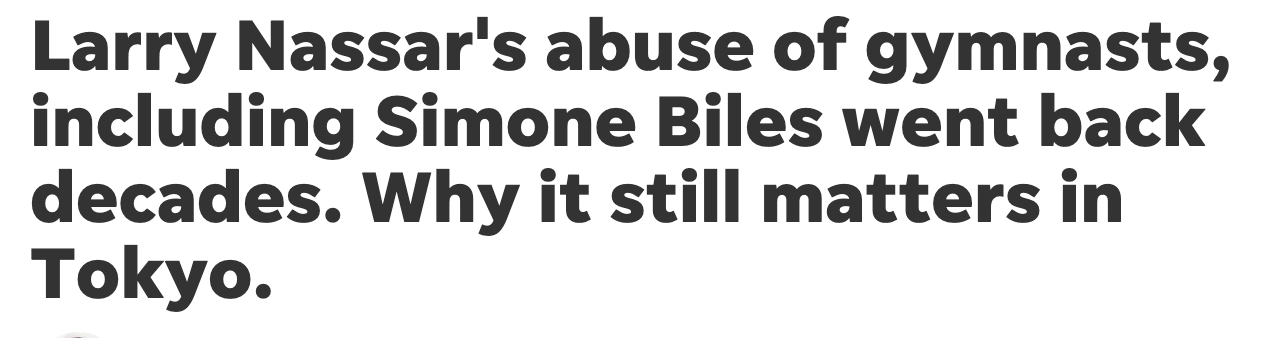 Larry Nassar's abuse of gymnasts,
including Simone Biles went back
decades. Why it still matters in
Tokyo.